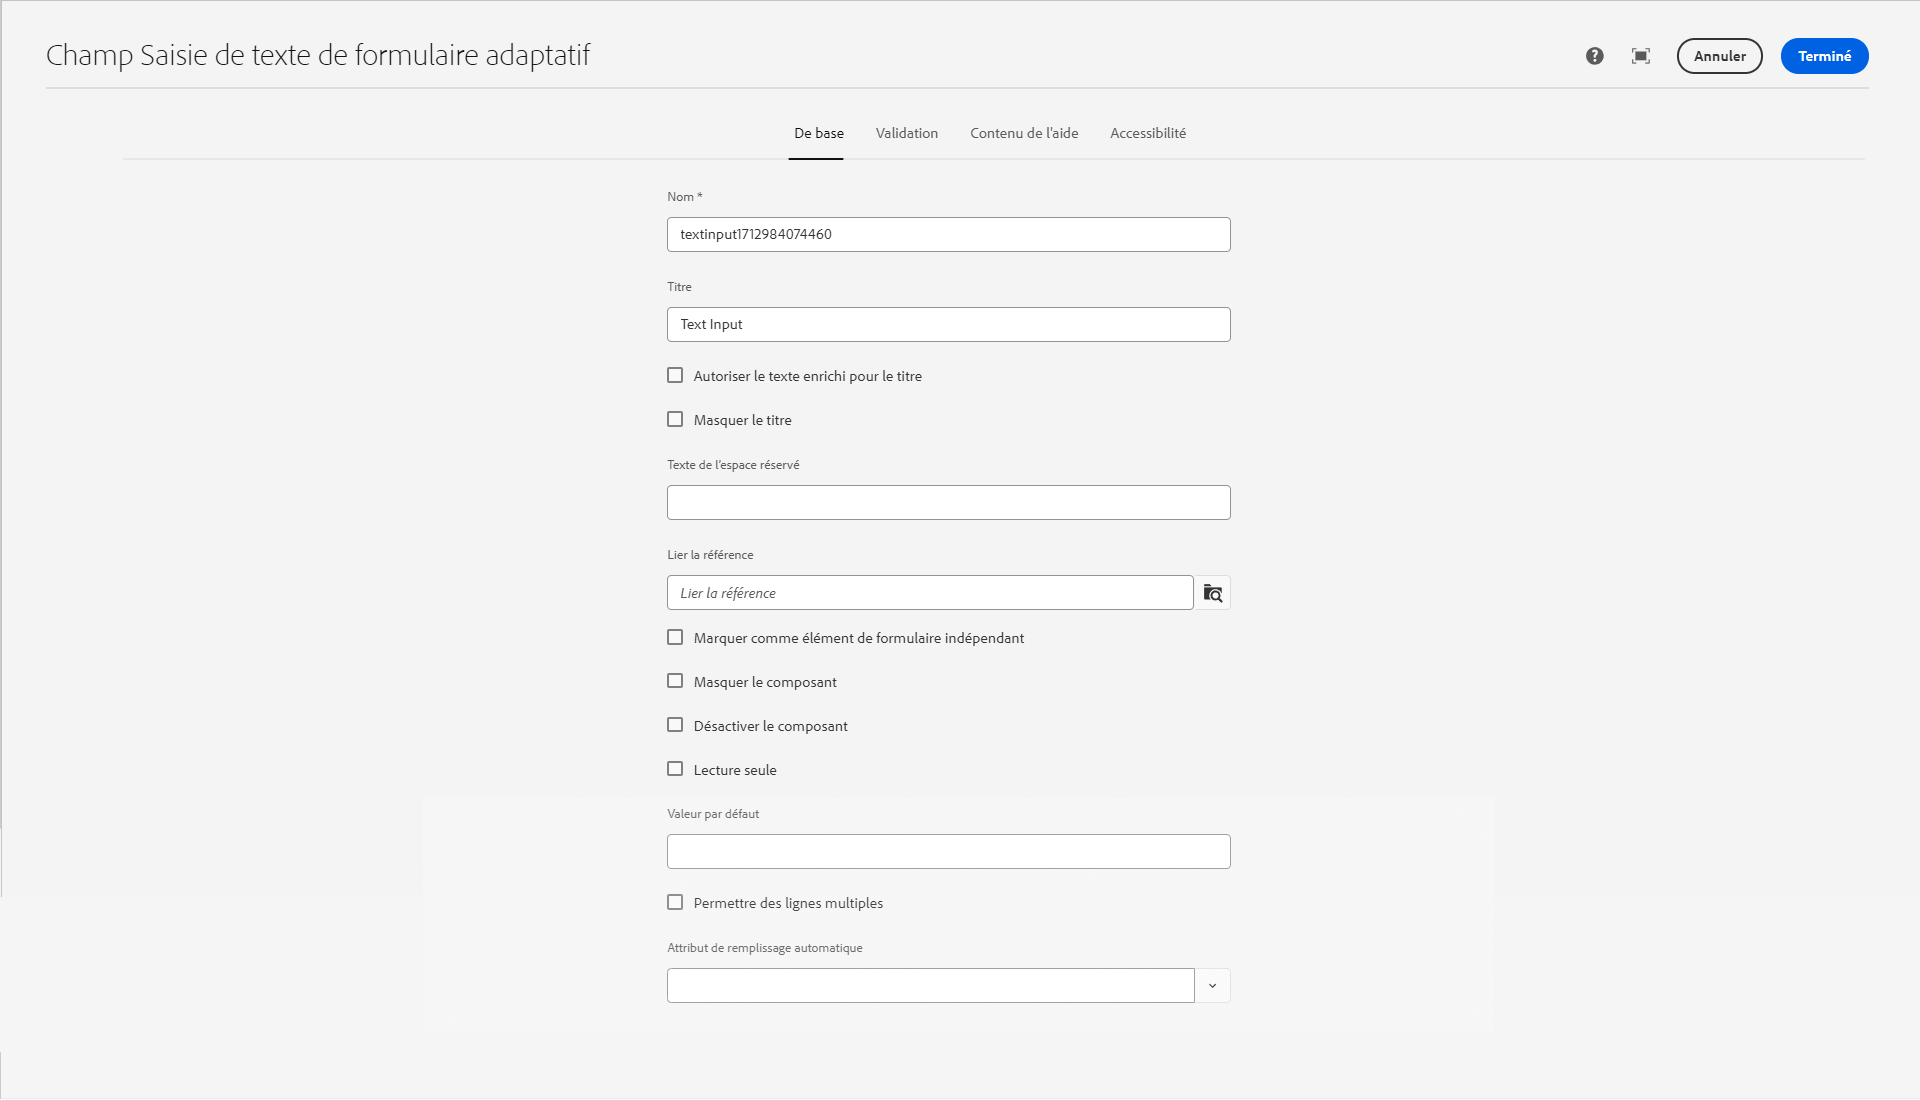 Champ Saisie de texte de formulaire adaptatif
Annuler
Terminé
De base
Validation
Contenu de l'aide
Accessibilité
Nom *
textinput1712984074460
Titre
Text Input
Autoriser le texte enrichi pour le titre
Masquer le titre
Texte de l'espace réservé
Lier la référence
Lier la référence
Marquer comme élément de formulaire indépendant
Masquer le composant
Désactiver le composant
Lecture seule
Valeur par défaut
Permettre des lignes multiples
Attribut de remplissage automatique